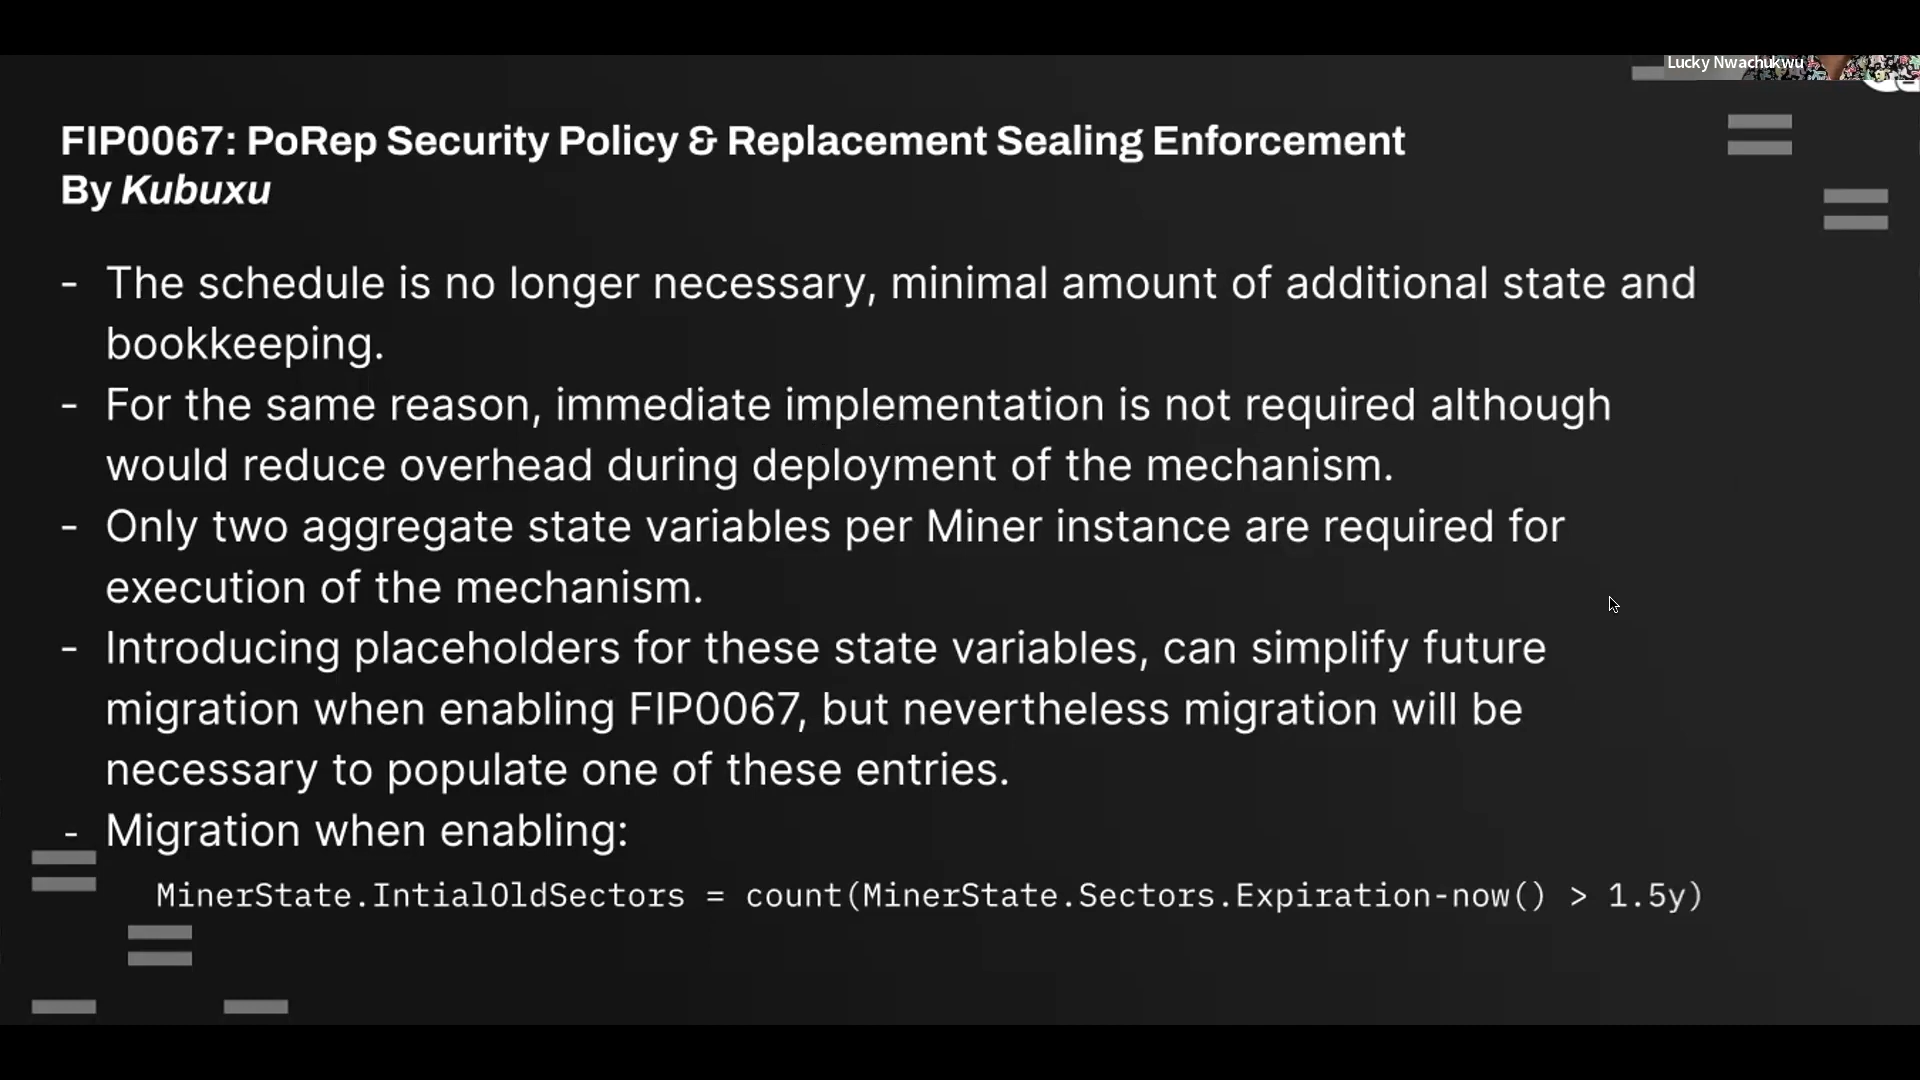 Lucky Nwachukwu
FIP0067: PoRep Security Policy & Replacement Sealing Enforcement
By Kubuxu
- The schedule is no longer necessary, minimal amount of additional state and
bookkeeping.
- For the same reason, immediate implementation is not required although
would reduce overhead during deployment of the mechanism.
- Only two aggregate state variables per Miner instance are required for
execution of the mechanism.
- Introducing placeholders for these state variables, can simplify future
migration when enabling FIP0067, but nevertheless migration will be
necessary to populate one of these entries.
- Migration when enabling:
MinerState.IntialOldSectors = count(MinerState.Sectors.Expiration-now() > 1.5y)